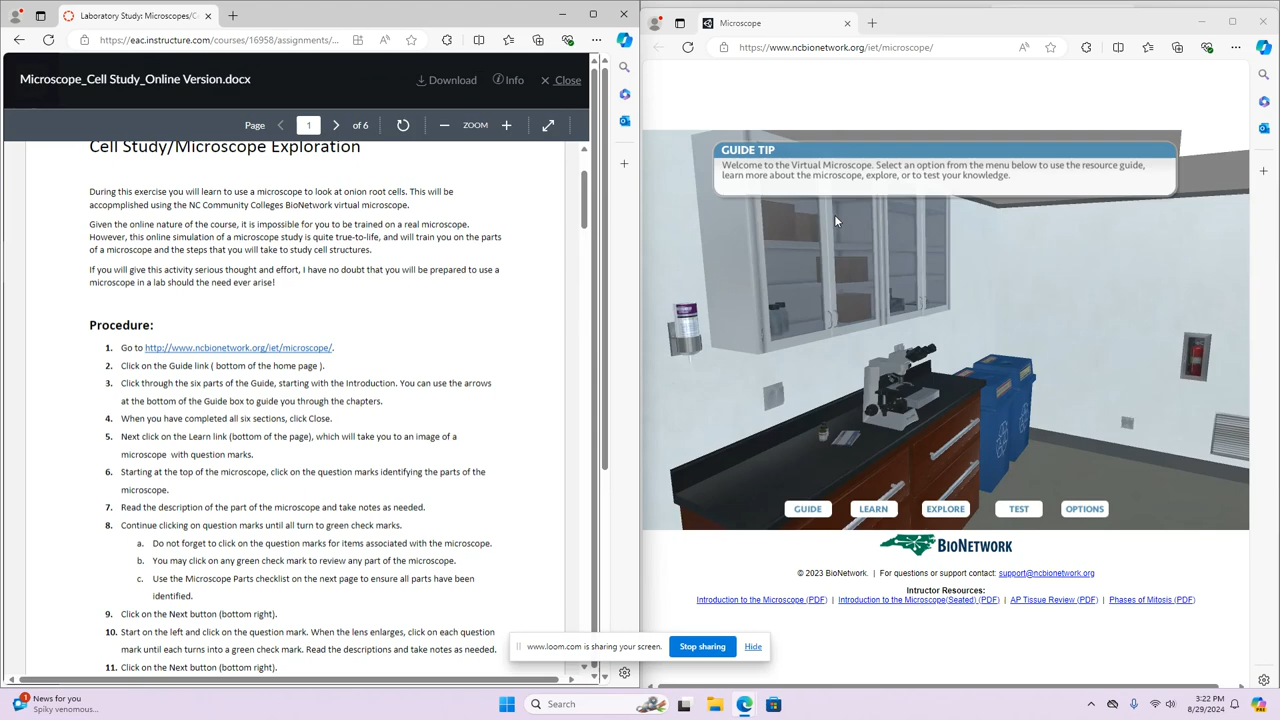 Laboratory Study: Microscopes/C
https://eac.instructure.com/courses/16958/assignments/...
Microscope_Cell Study_Online Version.docx
Download
Info
Close
Page
1
of 6
ZOOM
Cell Study/Microscope Exploration
During this exercise you will learn to use a microscope to look at onion root cells. This will be
accopmplished using the NC Community Colleges BioNetwork virtual microscope.
Given the online nature of the course, it is impossible for you to be trained on a real microscope.
However, this online simulation of a microscope study is quite true-to-life, and will train you on the parts
of a microscope and the steps that you will take to study cell structures.
If you will give this activity serious thought and effort, I have no doubt that you will be prepared to use a
microscope in a lab should the need ever arise!
Procedure:
1. Go to http://www.ncbionetwork.org/iet/microscope/.
2. Click on the Guide link ( bottom of the home page ).
3. Click through the six parts of the Guide, starting with the Introduction. You can use the arrows
at the bottom of the Guide box to guide you through the chapters.
4. When you have completed all six sections, click Close.
5. Next click on the Learn link (bottom of the page), which will take you to an image of a
microscope with question marks.
6. Starting at the top of the microscope, click on the question marks identifying the parts of the
microscope.
7. Read the description of the part of the microscope and take notes as needed.
8. Continue clicking on question marks until all turn to green check marks.
a. Do not forget to click on the question marks for items associated with the microscope.
b. You may click on any green check mark to review any part of the microscope.
c. Use the Microscope Parts checklist on the next page to ensure all parts have been
identified.
9. Click on the Next button (bottom right).
10. Start on the left and click on the question mark. When the lens enlarges, click on each question
mark until each turns into a green check mark. Read the descriptions and take notes as needed.
11. Click on the Next button (bottom right).
Microscope
https://www.ncbionetwork.org/iet/microscope/
GUIDE TIP
Welcome to the Virtual Microscope. Select an option from the menu below to use the resource guide,
learn more about the microscope, explore, or to test your knowledge.
GUIDE
LEARN
EXPLORE
TEST
OPTIONS
BIONETWORK
© 2023 BioNetwork. | For questions or support contact: support@ncbionetwork.org
Intructor Resources:
Introduction to the Microscope (PDF) | Introduction to the Microscope(Seated) (PDF) | AP Tissue Review (PDF) | Phases of Mitosis (PDF)
www.loom.com is sharing your screen.
Stop sharing
Hide
1
News for you
Spiky venomous...
Search
3:22 PM
8/29/2024